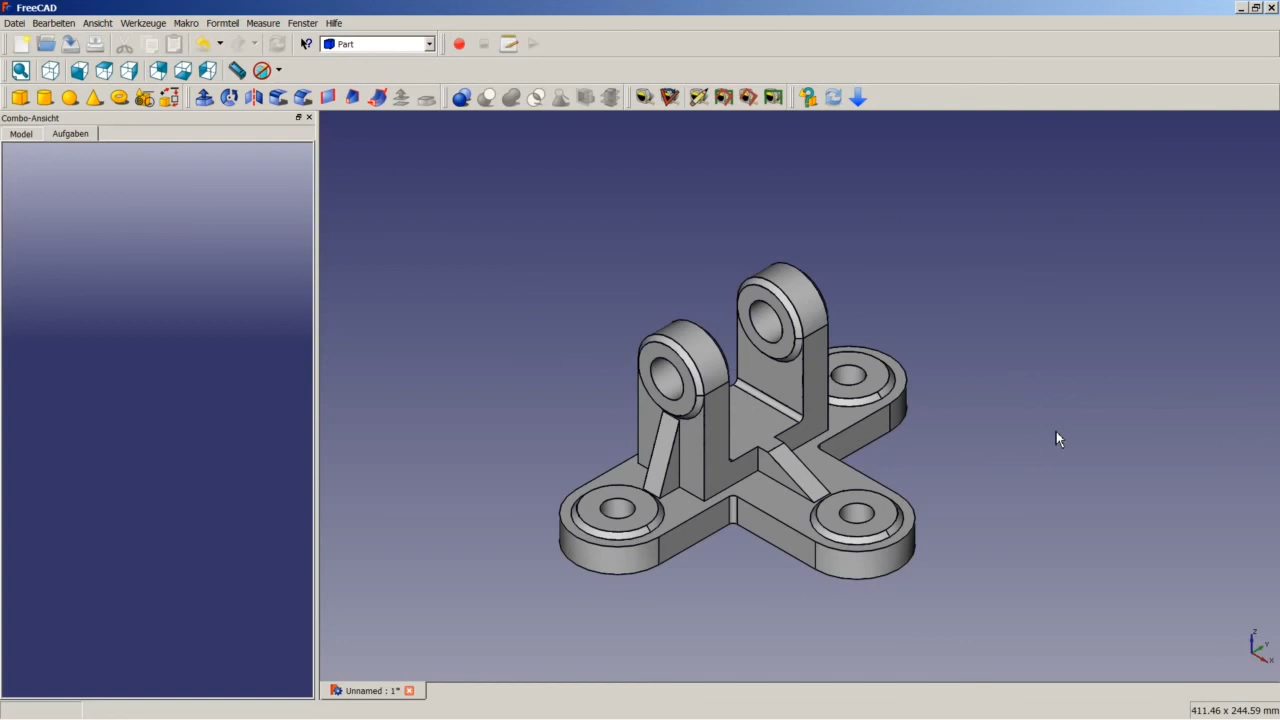 FreeCAD
Datei Bearbeiten Ansicht Werkzeuge Makro Formteil Measure Fenster Hilfe
Part
Combo-Ansicht
Model Aufgaben
Z
Y
X
Unnamed : 1*
411.46 x 244.59 mm